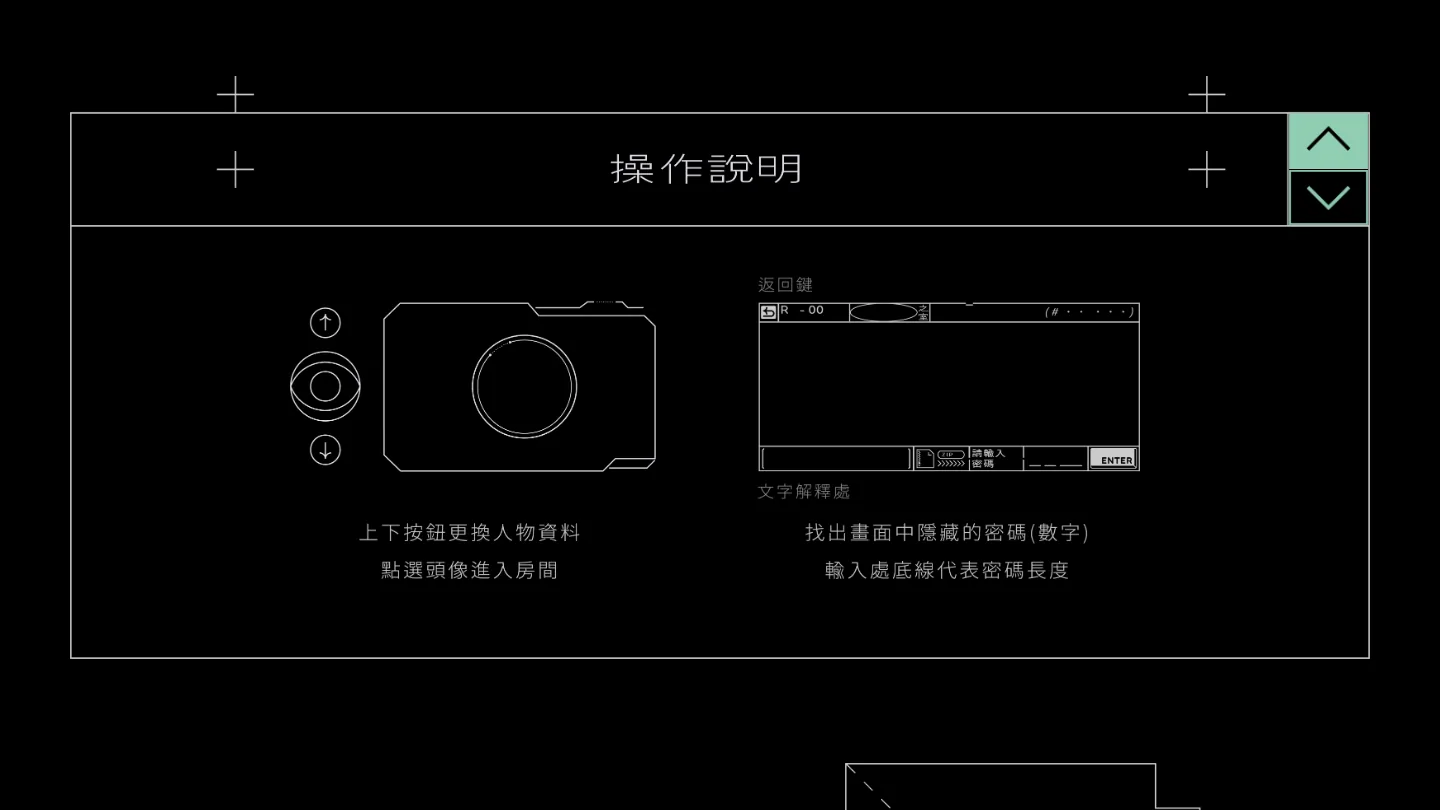 操作說明
返回鍵
R -00
之室
(# · · · · ·)
ZIP
請輸入
密碼
ENTER
文字解釋處
上下按鈕更換人物資料
點選頭像進入房間
找出畫面中隱藏的密碼(數字)
輸入處底線代表密碼長度